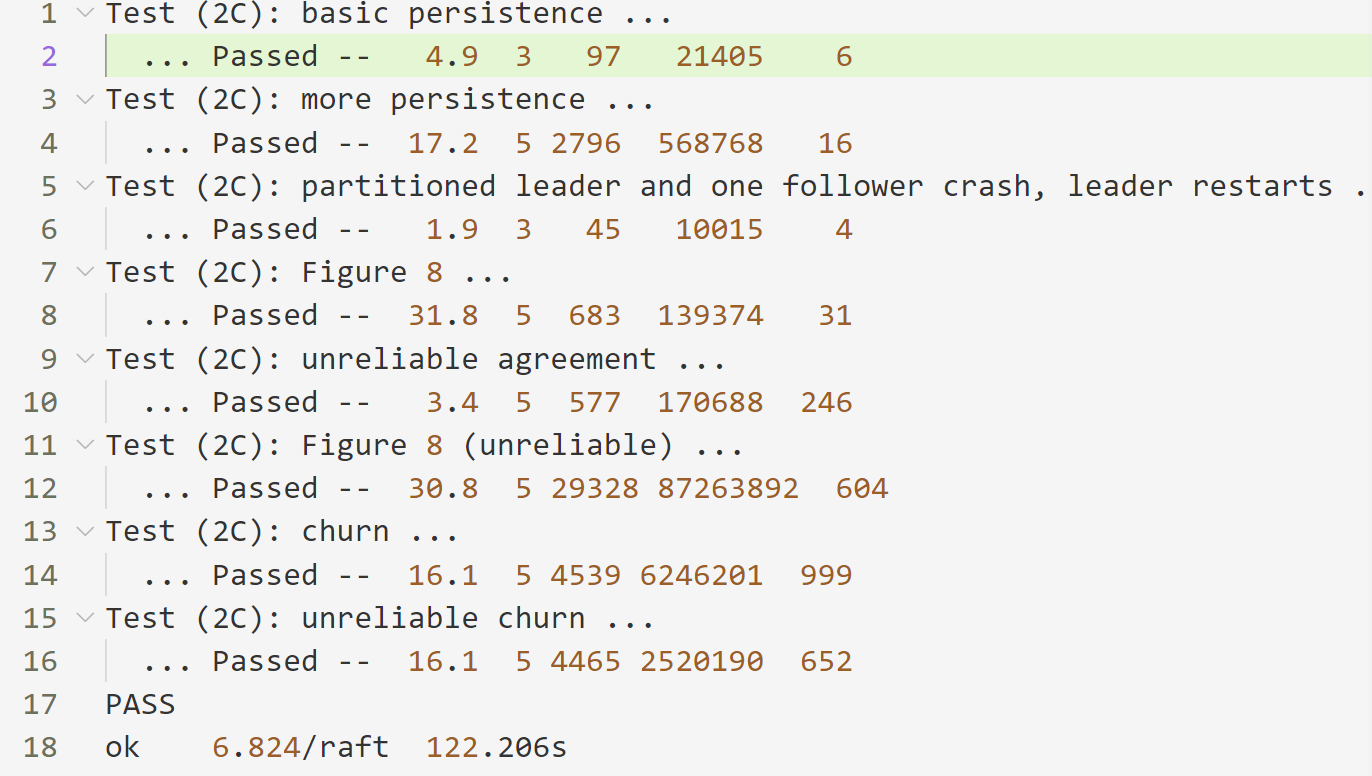 1 Test (2C): basic persistence ...
2 ... Passed -- 4.9 3 97 21405 6
3 Test (2C): more persistence ...
4 ... Passed -- 17.2 5 2796 568768 16
5 Test (2C): partitioned leader and one follower crash, leader restarts .
6 ... Passed -- 1.9 3 45 10015 4
7 Test (2C): Figure 8 ...
8 ... Passed -- 31.8 5 683 139374 31
9 Test (2C): unreliable agreement ...
10 ... Passed -- 3.4 5 577 170688 246
11 Test (2C): Figure 8 (unreliable) ...
12 ... Passed -- 30.8 5 29328 87263892 604
13 Test (2C): churn ...
14 ... Passed -- 16.1 5 4539 6246201 999
15 Test (2C): unreliable churn ...
16 ... Passed -- 16.1 5 4465 2520190 652
17 PASS
18 ok 6.824/raft 122.206s